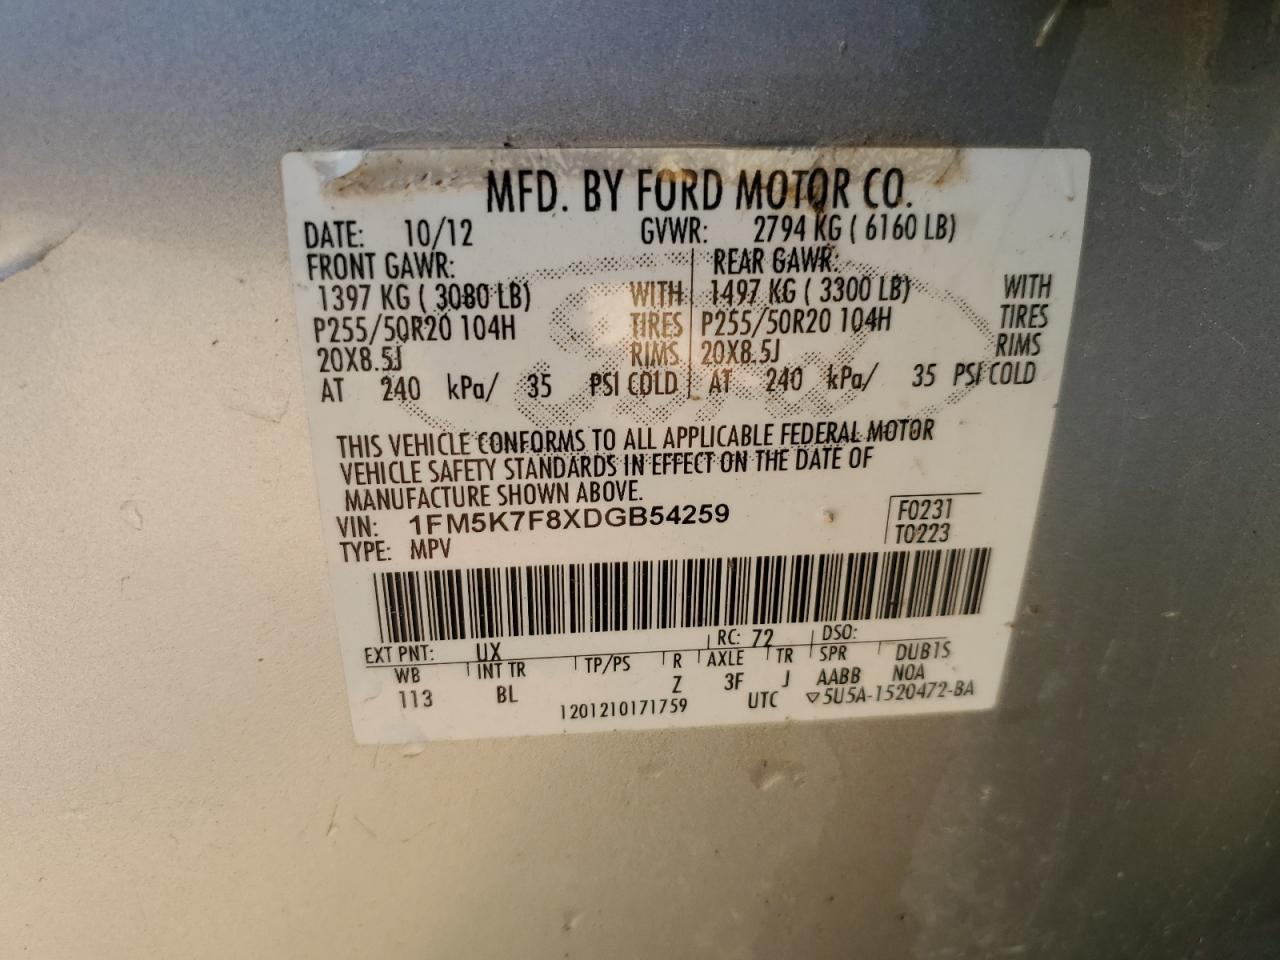 MFD. BY FORD MOTOR CO.
DATE: 10/12 GVWR: 2794 KG ( 6160 LB)
FRONT GAWR: REAR GAWR:
1397 KG ( 3080 LB) WITH 1497 KG ( 3300 LB) WITH
P255/50R20 104H TIRES P255/50R20 104H TIRES
20X8.5J RIMS 20X8.5J RIMS
AT 240 kPa/ 35 PSI COLD AT 240 kPa/ 35 PSI COLD
THIS VEHICLE CONFORMS TO ALL APPLICABLE FEDERAL MOTOR
VEHICLE SAFETY STANDARDS IN EFFECT ON THE DATE OF
MANUFACTURE SHOWN ABOVE.
VIN: 1FM5K7F8XDGB54259 F0231
TYPE: MPV T0223
EXT PNT: UX RC: 72 DSO:
WB INT TR TP/PS R AXLE TR SPR DUB1S
113 BL Z 3F J AABB NOA
1201210171759 UTC ▽5U5A-1520472-BA